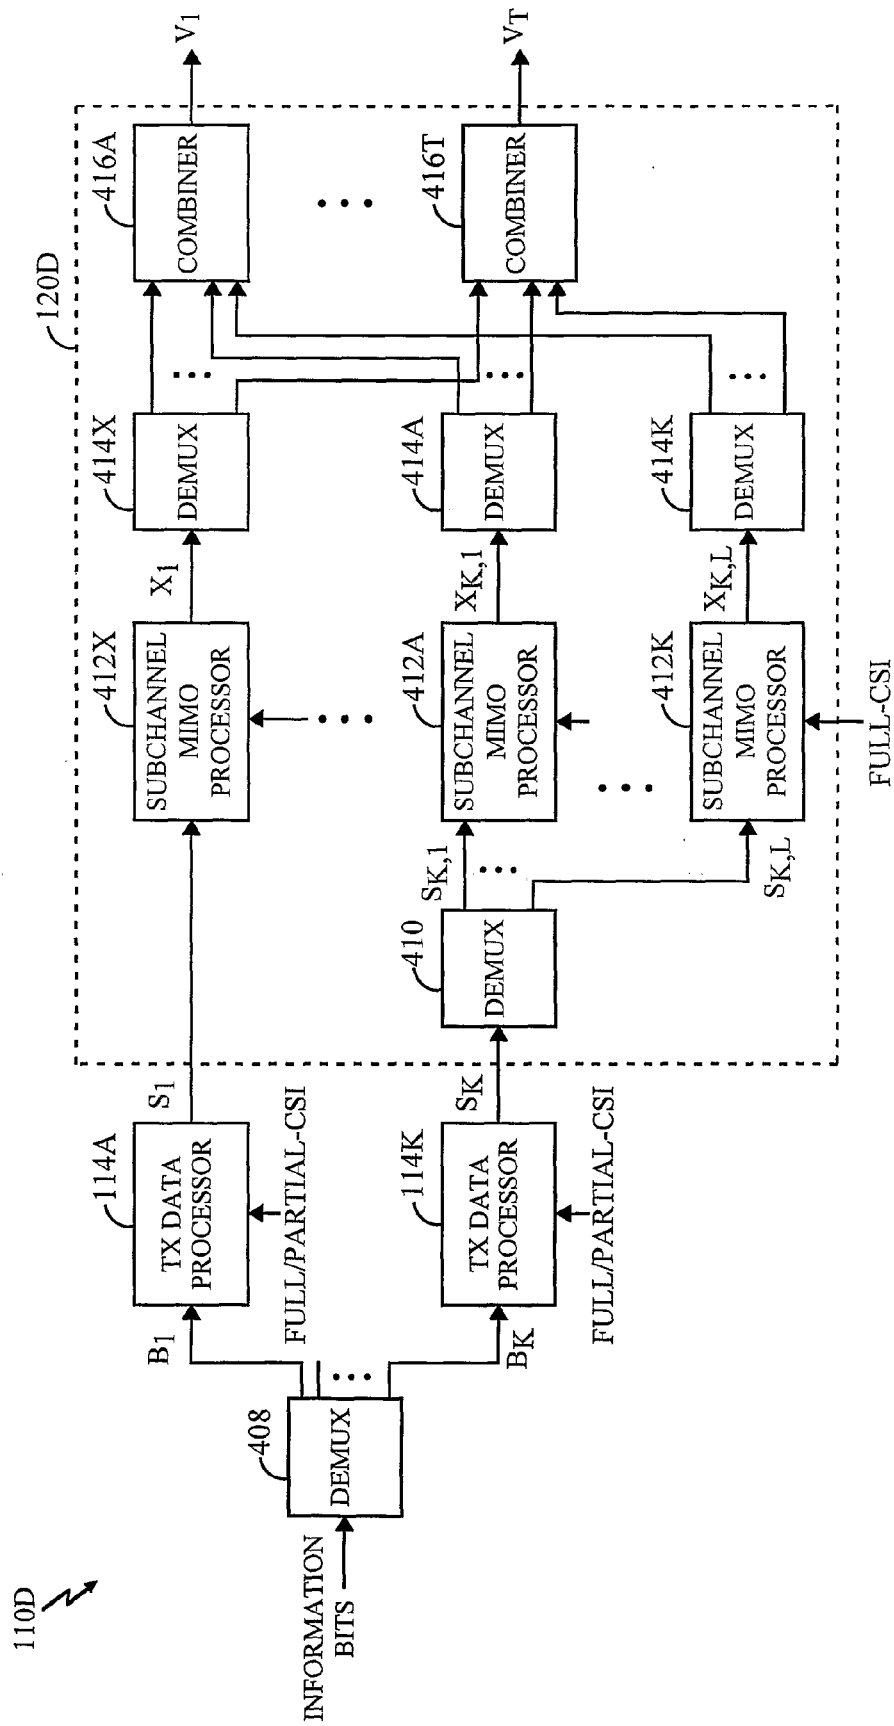 110D
INFORMATION
BITS
408
DEMUX
B1
BK
114A
TX DATA
PROCESSOR
FULL/PARTIAL-CSI
114K
TX DATA
PROCESSOR
FULL/PARTIAL-CSI
S1
SK
120D
410
DEMUX
SK,1
SK,L
412X
SUBCHANNEL
MIMO
PROCESSOR
412A
SUBCHANNEL
MIMO
PROCESSOR
412K
SUBCHANNEL
MIMO
PROCESSOR
FULL-CSI
X1
XK,1
XK,L
414X
DEMUX
414A
DEMUX
414K
DEMUX
416A
COMBINER
416T
COMBINER
V1
VT